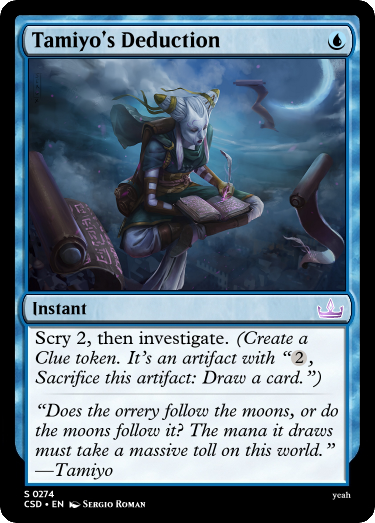 Tamiyo's Deduction
Instant
Scry 2, then investigate. (Create a
Clue token. It's an artifact with “2,
Sacrifice this artifact: Draw a card.”)
“Does the orrery follow the moons, or do
the moons follow it? The mana it draws
must take a massive toll on this world.”
—Tamiyo
S 0274
yeah
CSD • EN Sergio Roman